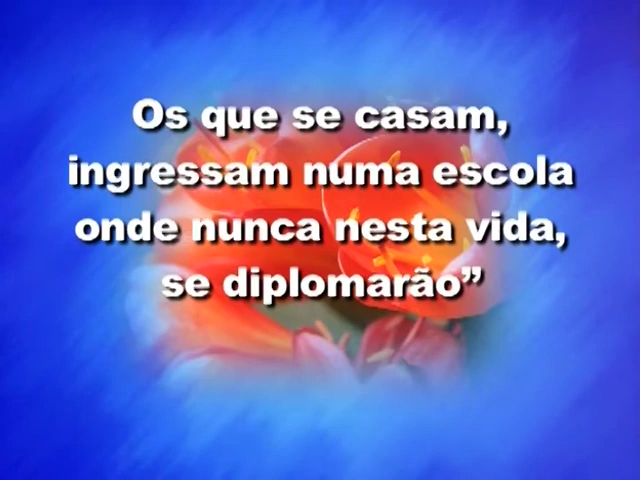 Os que se casam,
ingressam numa escola
onde nunca nesta vida,
se diplomarão”